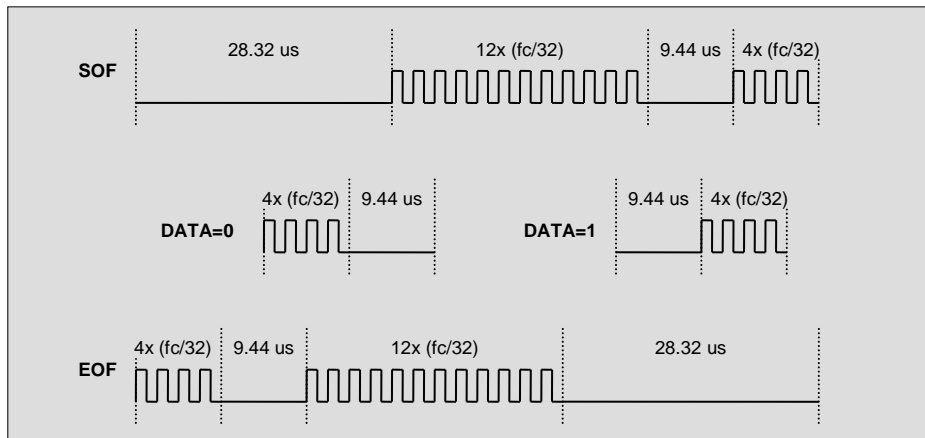 28.32 us 12x (fc/32) 9.44 us 4x (fc/32)
SOF
4x (fc/32) 9.44 us 9.44 us 4x (fc/32)
DATA=0 DATA=1
4x (fc/32) 9.44 us 12x (fc/32) 28.32 us
EOF